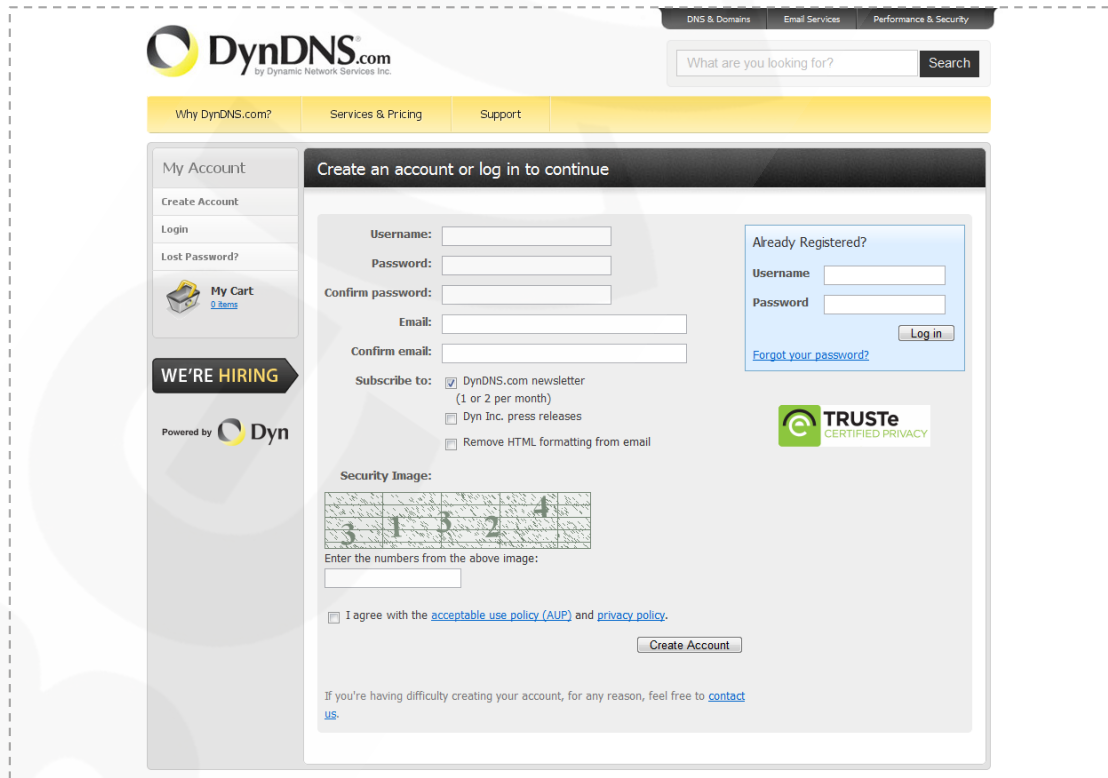 DNS & Domains
Email Services
Performance & Security
DynDNS.com
by Dynamic Network Services Inc.
What are you looking for?
Search
Why DynDNS.com?
Services & Pricing
Support
My Account
Create Account
Login
Lost Password?
My Cart
0 items
WE'RE HIRING
Powered by Dyn
Create an account or log in to continue
Username:
Password:
Confirm password:
Email:
Confirm email:
Subscribe to:
DynDNS.com newsletter
(1 or 2 per month)
Dyn Inc. press releases
Remove HTML formatting from email
Security Image:
3 1 3 2 4
Enter the numbers from the above image:
I agree with the acceptable use policy (AUP) and privacy policy.
Create Account
If you're having difficulty creating your account, for any reason, feel free to contact
us.
Already Registered?
Username
Password
Log in
Forgot your password?
TRUSTe
CERTIFIED PRIVACY